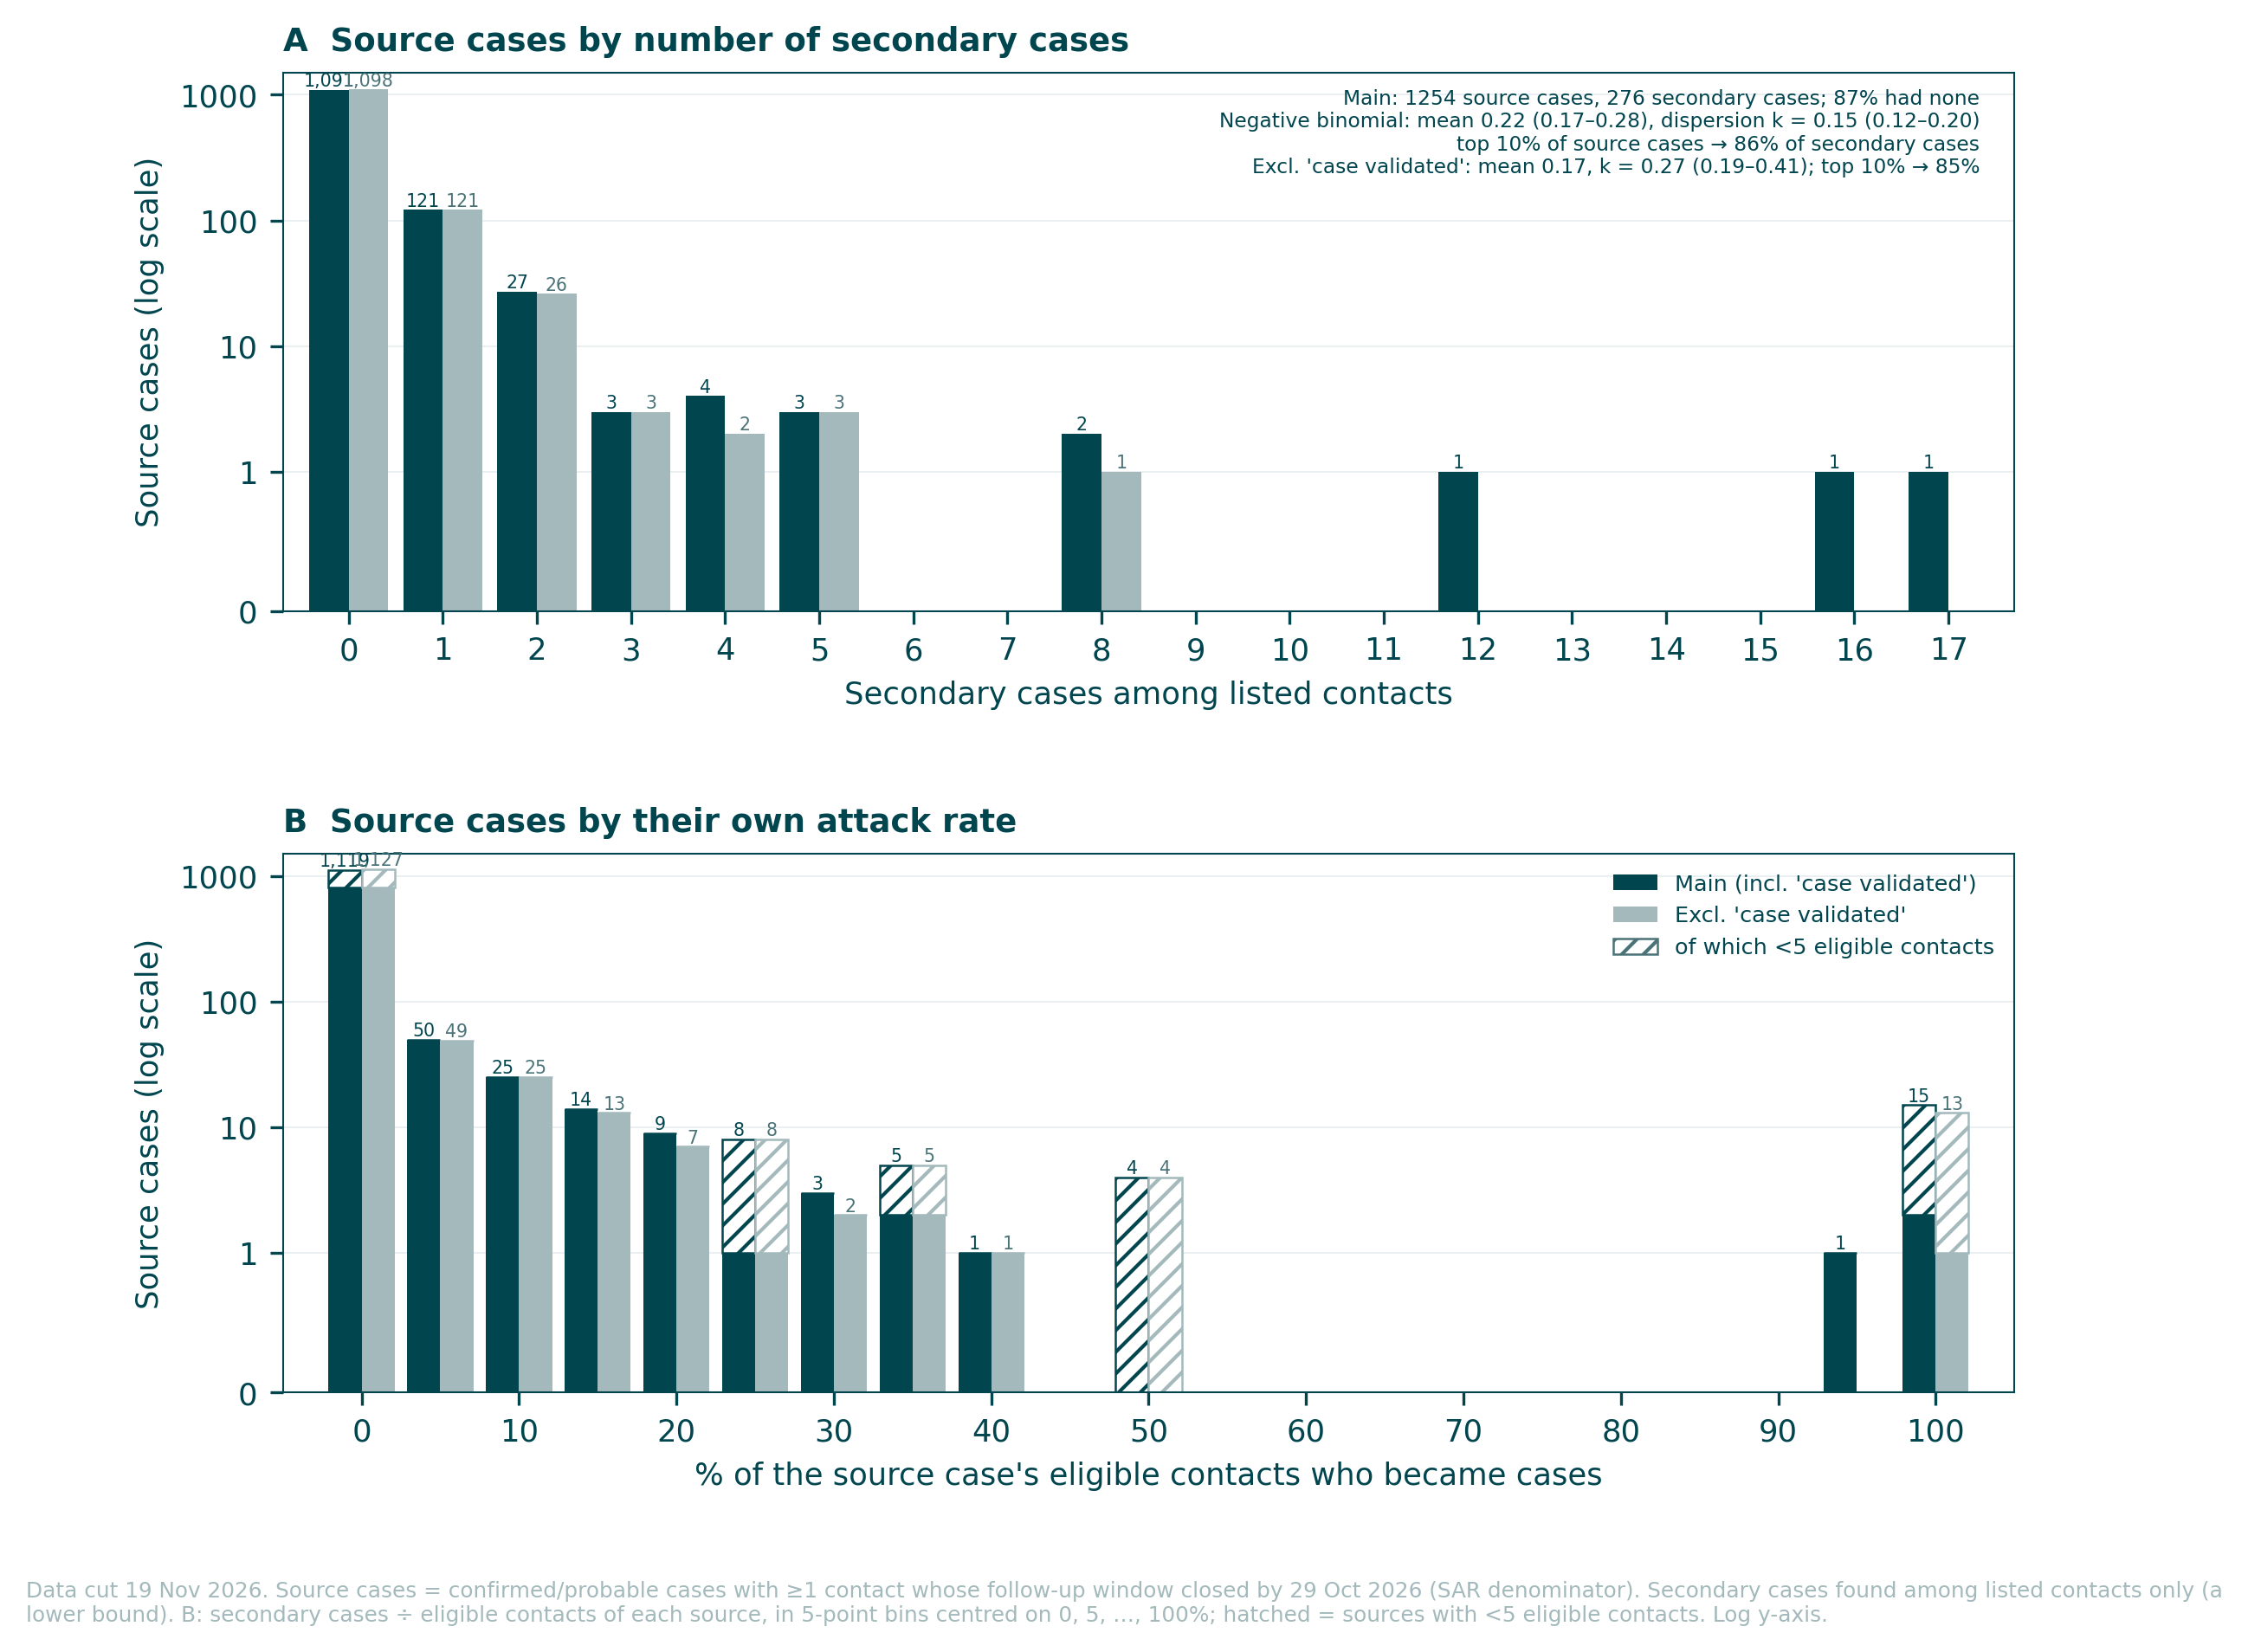 A Source cases by number of secondary cases
1,091 1,098
Main: 1254 source cases, 276 secondary cases; 87% had none
Negative binomial: mean 0.22 (0.17–0.28), dispersion k = 0.15 (0.12–0.20)
top 10% of source cases → 86% of secondary cases
Excl. 'case validated': mean 0.17, k = 0.27 (0.19–0.41); top 10% → 85%
121 121
27 26
3 3
4 2
3 3
2 1
1
1
1
1000
100
10
1
0
Source cases (log scale)
0 1 2 3 4 5 6 7 8 9 10 11 12 13 14 15 16 17
Secondary cases among listed contacts
B Source cases by their own attack rate
1,119 1,127
Main (incl. 'case validated')
Excl. 'case validated'
of which <5 eligible contacts
50 49
25 25
14 13
9 7
8 8
3 2
5 5
1 1
4 4
1
15 13
1000
100
10
1
0
Source cases (log scale)
0 10 20 30 40 50 60 70 80 90 100
% of the source case's eligible contacts who became cases
Data cut 19 Nov 2026. Source cases = confirmed/probable cases with ≥1 contact whose follow-up window closed by 29 Oct 2026 (SAR denominator). Secondary cases found among listed contacts only (a
lower bound). B: secondary cases ÷ eligible contacts of each source, in 5-point bins centred on 0, 5, ..., 100%; hatched = sources with <5 eligible contacts. Log y-axis.